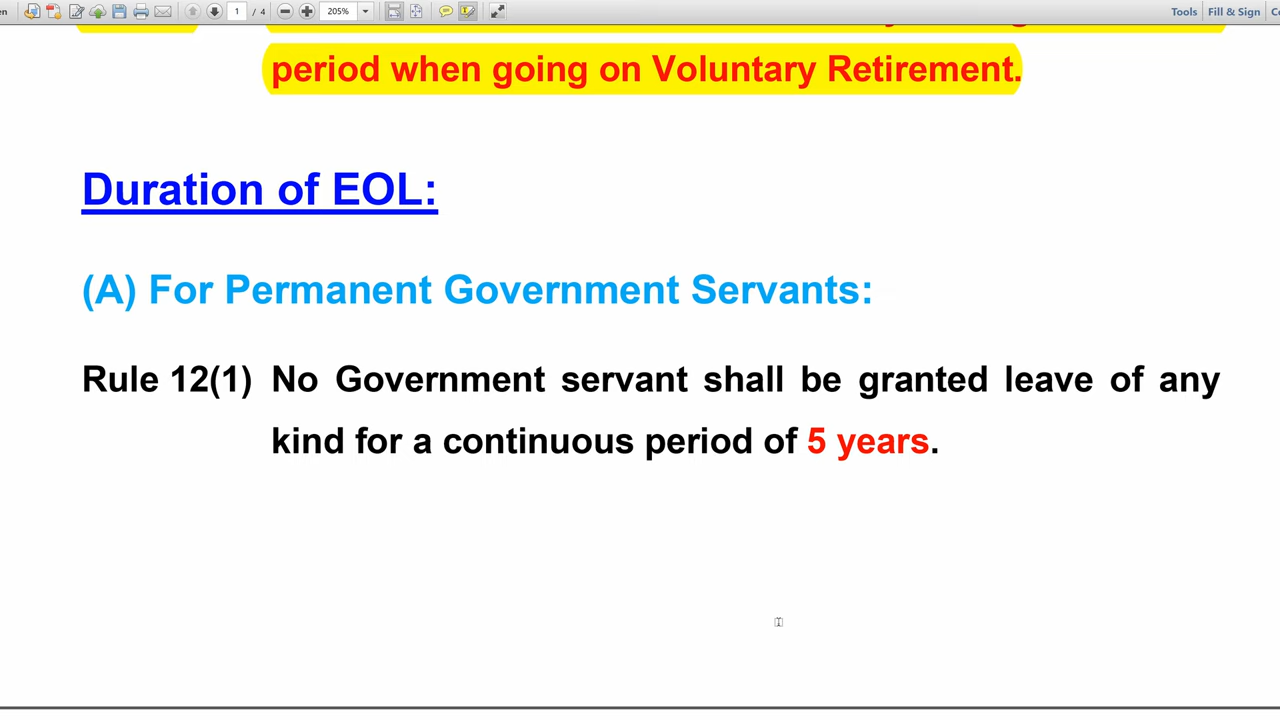 1 / 4 205% Tools Fill & Sign
period when going on Voluntary Retirement.
Duration of EOL:
(A) For Permanent Government Servants:
Rule 12(1) No Government servant shall be granted leave of any
kind for a continuous period of 5 years.